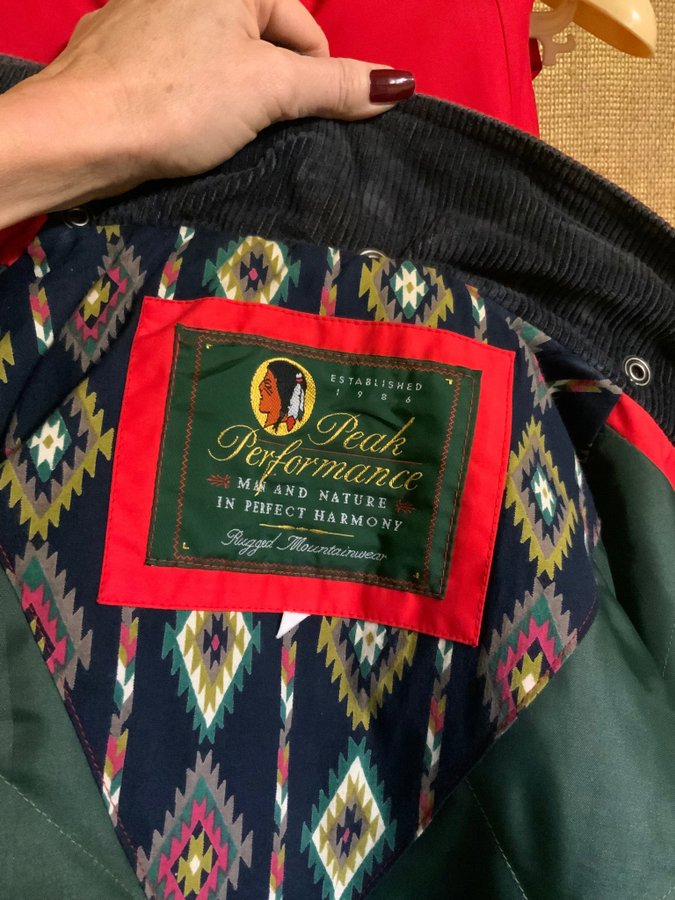 ESTABLISHED
1986
Peak
Performance
MAN AND NATURE
IN PERFECT HARMONY
Rugged Mountainwear